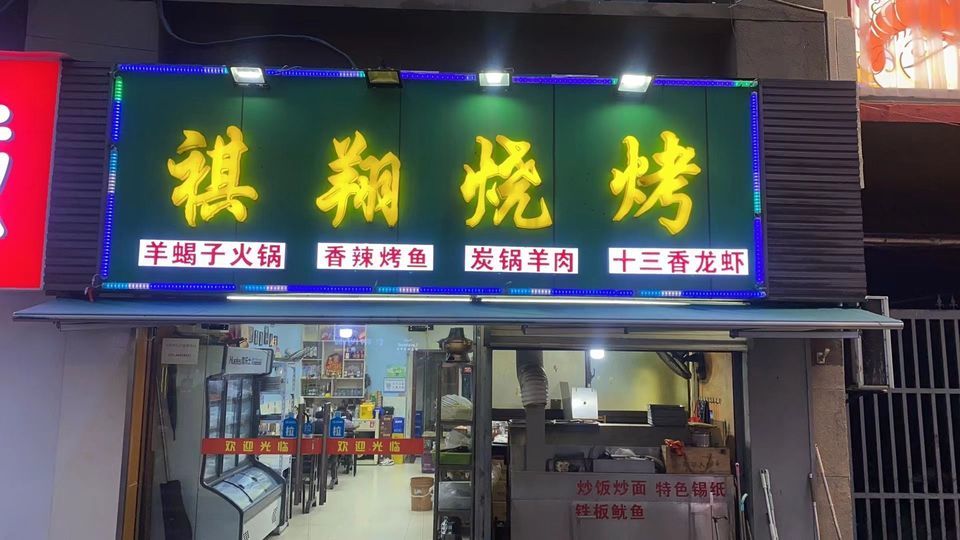 祺翔烧烤
羊蝎子火锅 香辣烤鱼 炭锅羊肉 十三香龙虾
欢迎光临 欢迎光临
拉 拉
炒饭炒面 特色锡纸
铁板鱿鱼